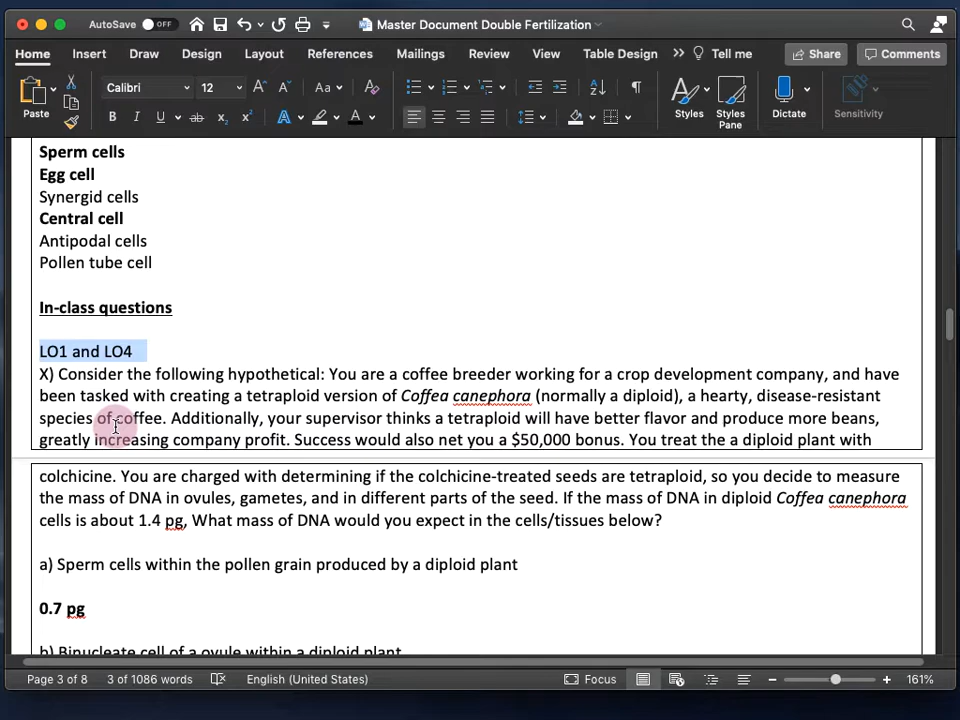 AutoSave OFF Master Document Double Fertilization
Home Insert Draw Design Layout References Mailings Review View Table Design Tell me Share Comments
Calibri 12
Paste Styles Styles Pane Dictate Sensitivity
Sperm cells
Egg cell
Synergid cells
Central cell
Antipodal cells
Pollen tube cell
In-class questions
LO1 and LO4
X) Consider the following hypothetical: You are a coffee breeder working for a crop development company, and have
been tasked with creating a tetraploid version of Coffea canephora (normally a diploid), a hearty, disease-resistant
species of coffee. Additionally, your supervisor thinks a tetraploid will have better flavor and produce more beans,
greatly increasing company profit. Success would also net you a $50,000 bonus. You treat the a diploid plant with
colchicine. You are charged with determining if the colchicine-treated seeds are tetraploid, so you decide to measure
the mass of DNA in ovules, gametes, and in different parts of the seed. If the mass of DNA in diploid Coffea canephora
cells is about 1.4 pg, What mass of DNA would you expect in the cells/tissues below?
a) Sperm cells within the pollen grain produced by a diploid plant
0.7 pg
b) Binucleate cell of a ovule within a diploid plant
Page 3 of 8 3 of 1086 words English (United States) Focus 161%